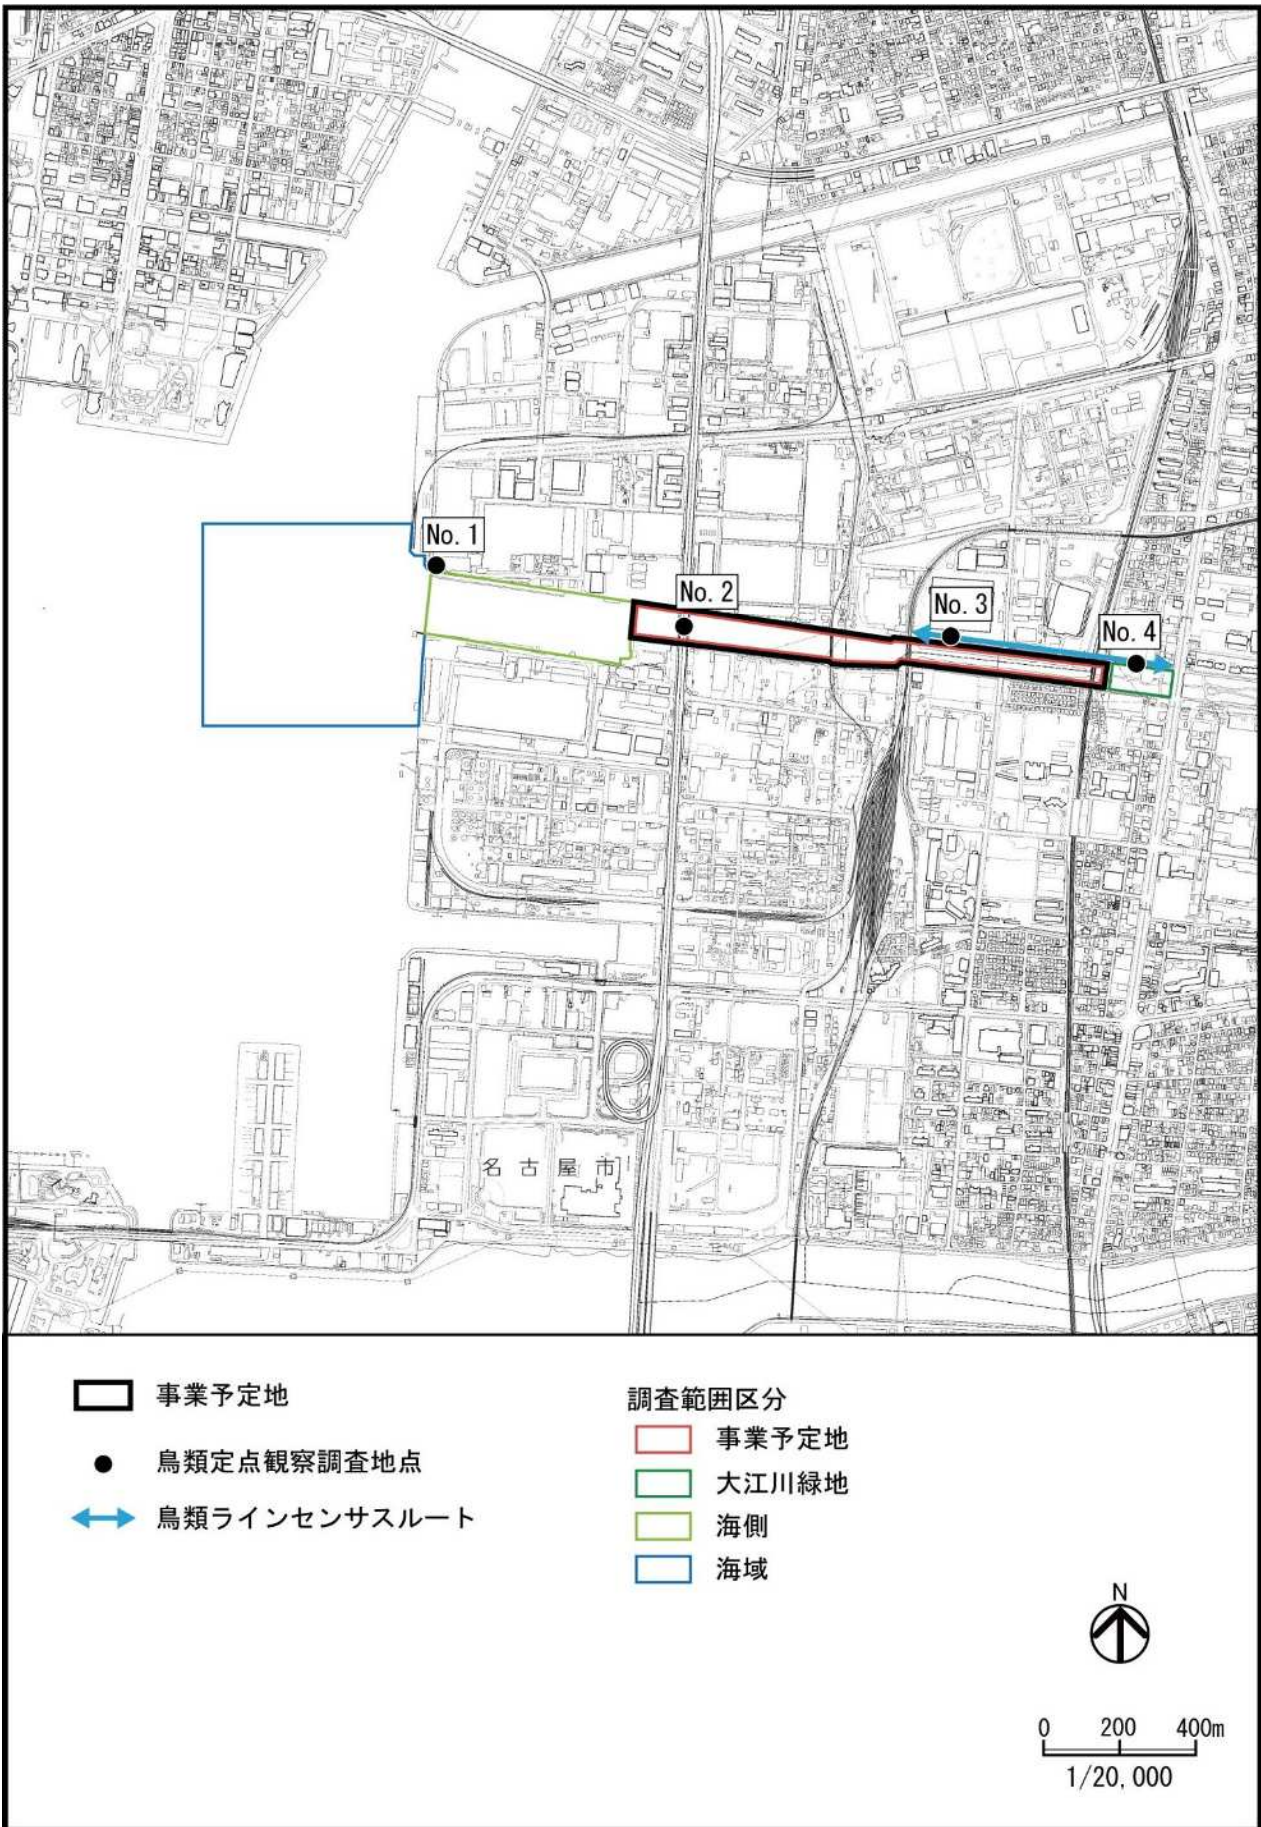 No. 1
No. 2
No. 3
No. 4
名古屋市
事業予定地
鳥類定点観察調査地点
鳥類ラインセンサスルート
調査範囲区分
事業予定地
大江川緑地
海側
海域
N
0 200 400m
1/20,000